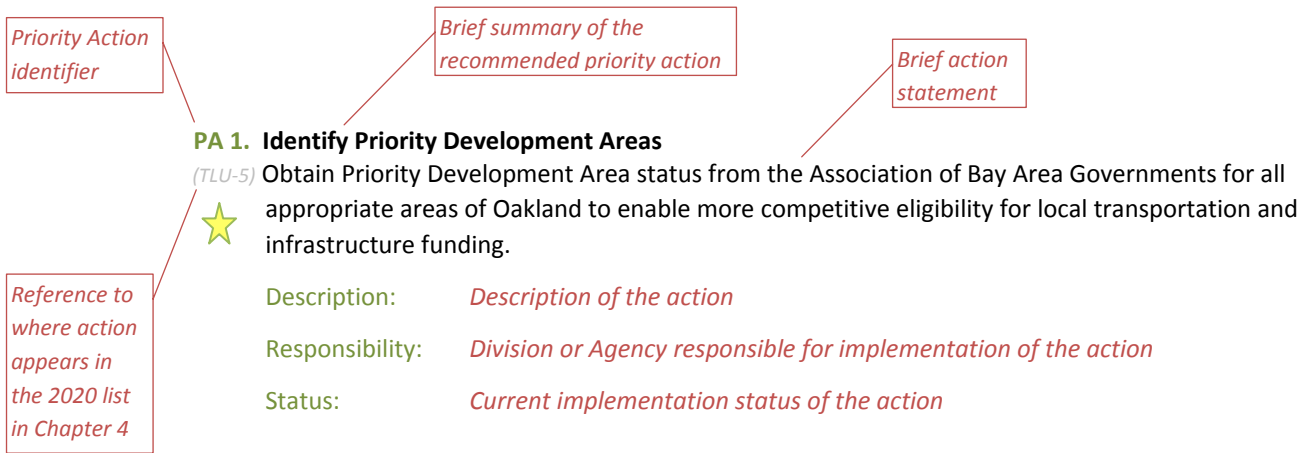 Priority Action
identifier
Brief summary of the
recommended priority action
Brief action
statement
PA 1. Identify Priority Development Areas
(TLU-5) Obtain Priority Development Area status from the Association of Bay Area Governments for all
appropriate areas of Oakland to enable more competitive eligibility for local transportation and
infrastructure funding.
Reference to
where action
appears in
the 2020 list
in Chapter 4
Description: Description of the action
Responsibility: Division or Agency responsible for implementation of the action
Status: Current implementation status of the action